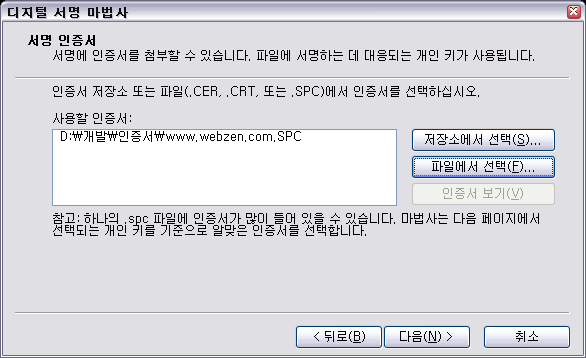 디지털 서명 마법사
서명 인증서
서명에 인증서를 첨부할 수 있습니다. 파일에 서명하는 데 대응되는 개인 키가 사용됩니다.
인증서 저장소 또는 파일(.CER, .CRT, 또는 .SPC)에서 인증서를 선택하십시오.
사용할 인증서:
D:₩개발₩인증서₩www.webzen.com.SPC
저장소에서 선택(S)...
파일에서 선택(F)...
인증서 보기(V)
참고: 하나의 .spc 파일에 인증서가 많이 들어 있을 수 있습니다. 마법사는 다음 페이지에서
선택되는 개인 키를 기준으로 알맞은 인증서를 선택합니다.
< 뒤로(B)
다음(N) >
취소